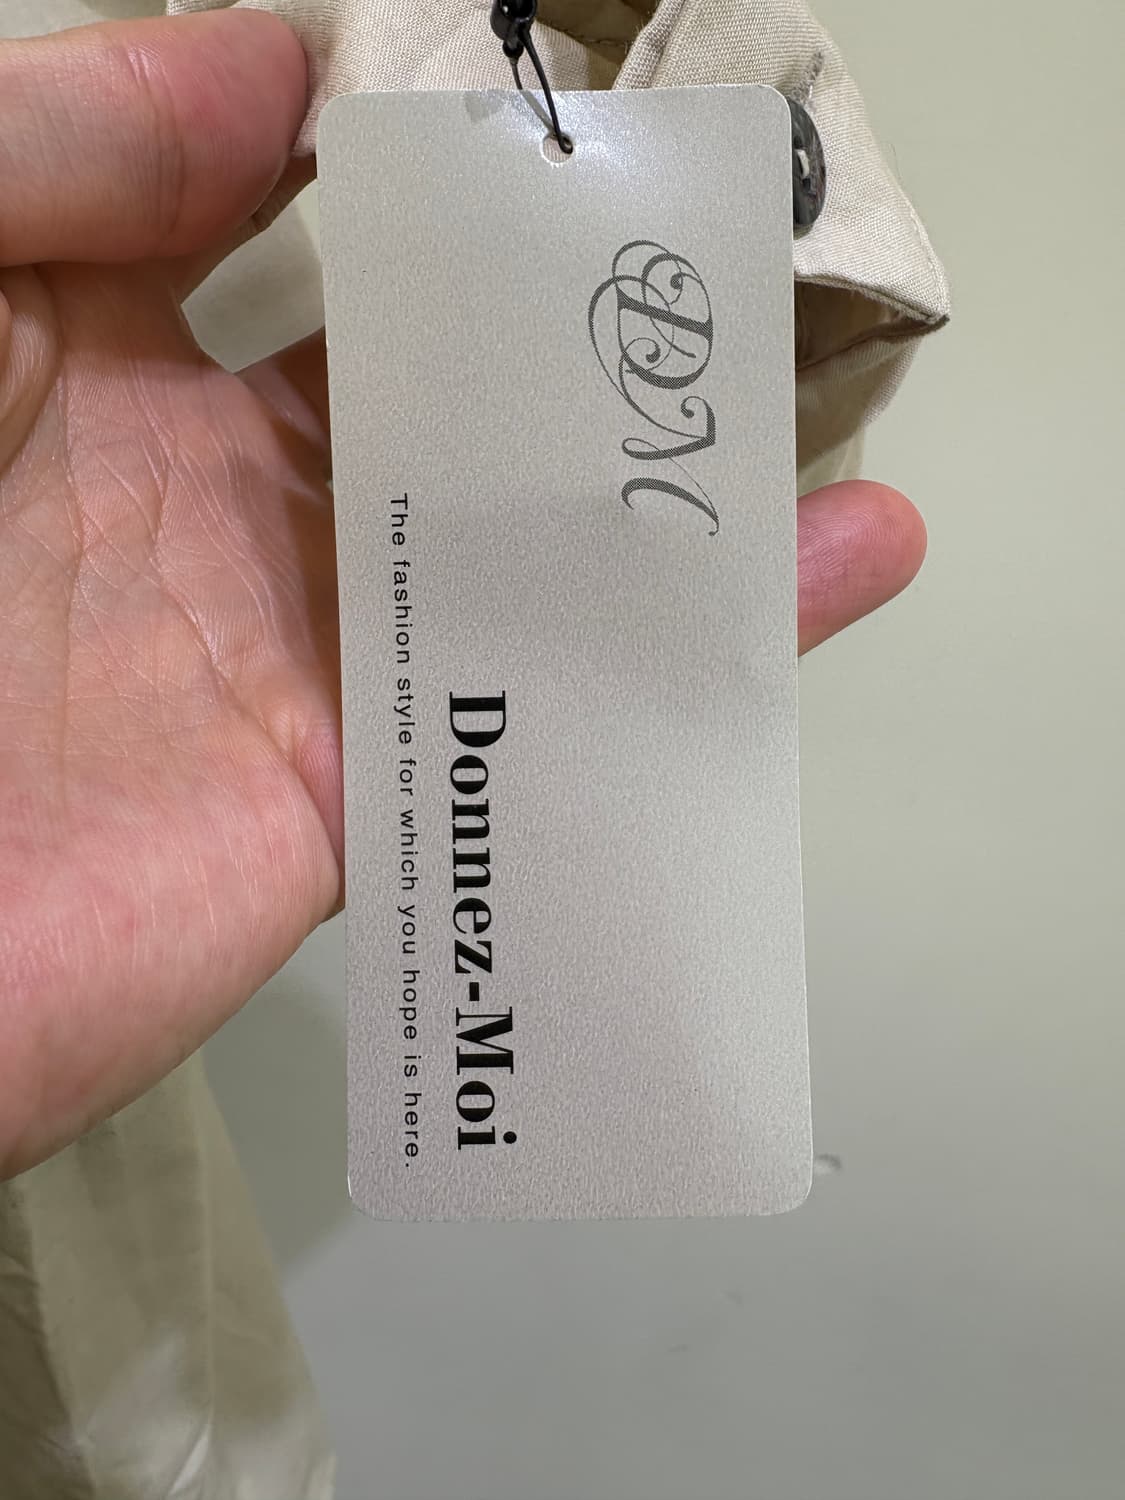 DM
Donnez-Moi
The fashion style for which you hope is here.